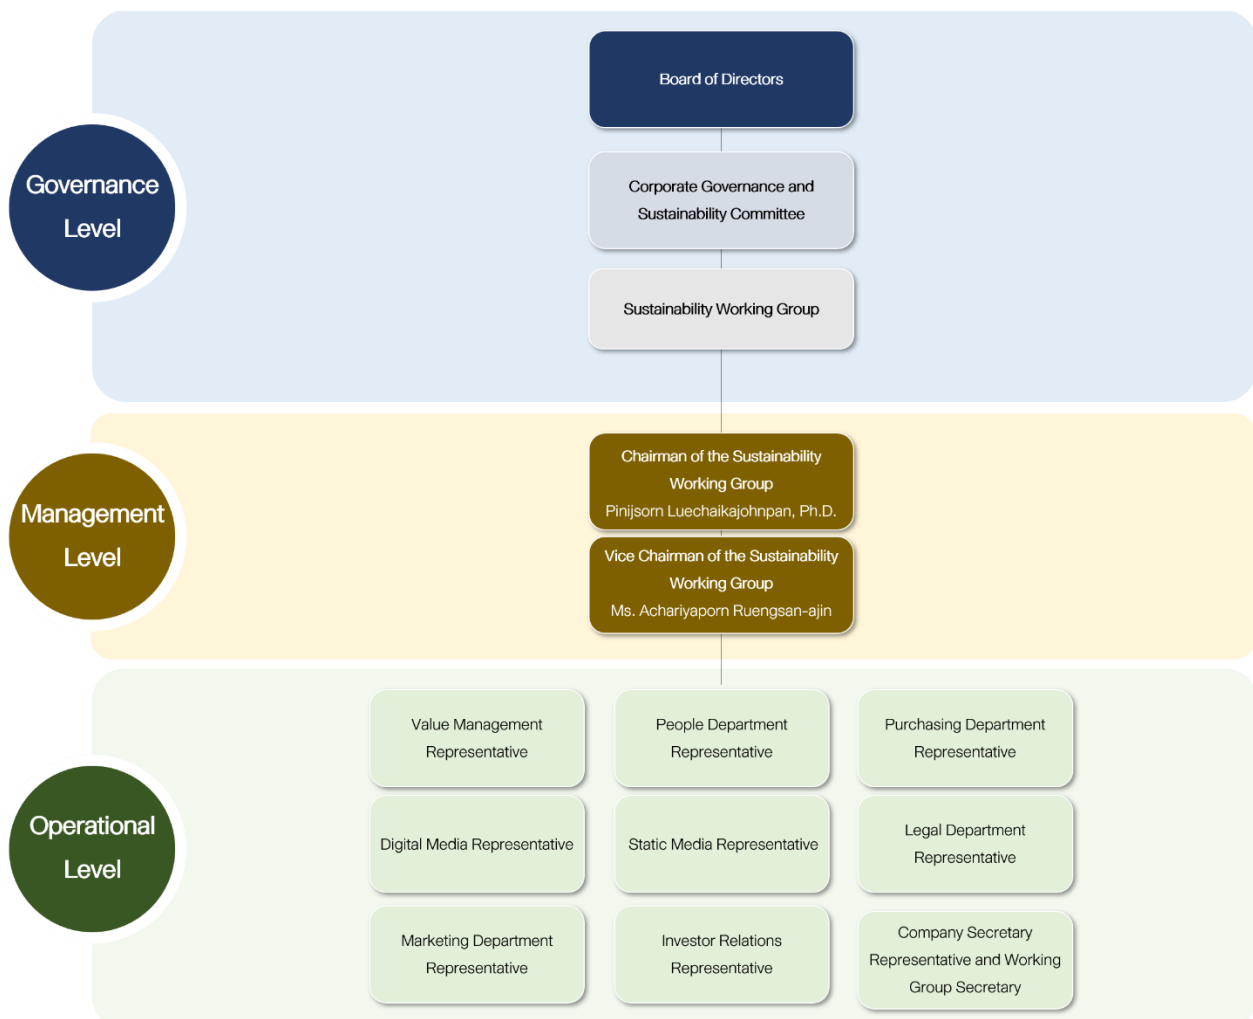 Board of Directors
Governance
Level
Corporate Governance and
Sustainability Committee
Sustainability Working Group
Management
Level
Chairman of the Sustainability
Working Group
Pinijsorn Luechaikajohnpan, Ph.D.
Vice Chairman of the Sustainability
Working Group
Ms. Achariyaporn Ruengsan-ajin
Operational
Level
Value Management
Representative
People Department
Representative
Purchasing Department
Representative
Digital Media Representative
Static Media Representative
Legal Department
Representative
Marketing Department
Representative
Investor Relations
Representative
Company Secretary
Representative and Working
Group Secretary